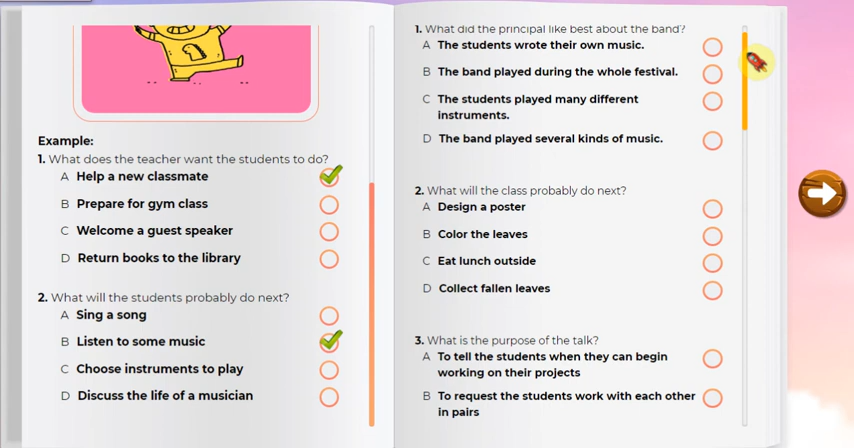 Example:
1. What does the teacher want the students to do?
A Help a new classmate
B Prepare for gym class
C Welcome a guest speaker
D Return books to the library
2. What will the students probably do next?
A Sing a song
B Listen to some music
C Choose instruments to play
D Discuss the life of a musician
1. What did the principal like best about the band?
A The students wrote their own music.
B The band played during the whole festival.
C The students played many different
instruments.
D The band played several kinds of music.
2. What will the class probably do next?
A Design a poster
B Color the leaves
C Eat lunch outside
D Collect fallen leaves
3. What is the purpose of the talk?
A To tell the students when they can begin
working on their projects
B To request the students work with each other
in pairs